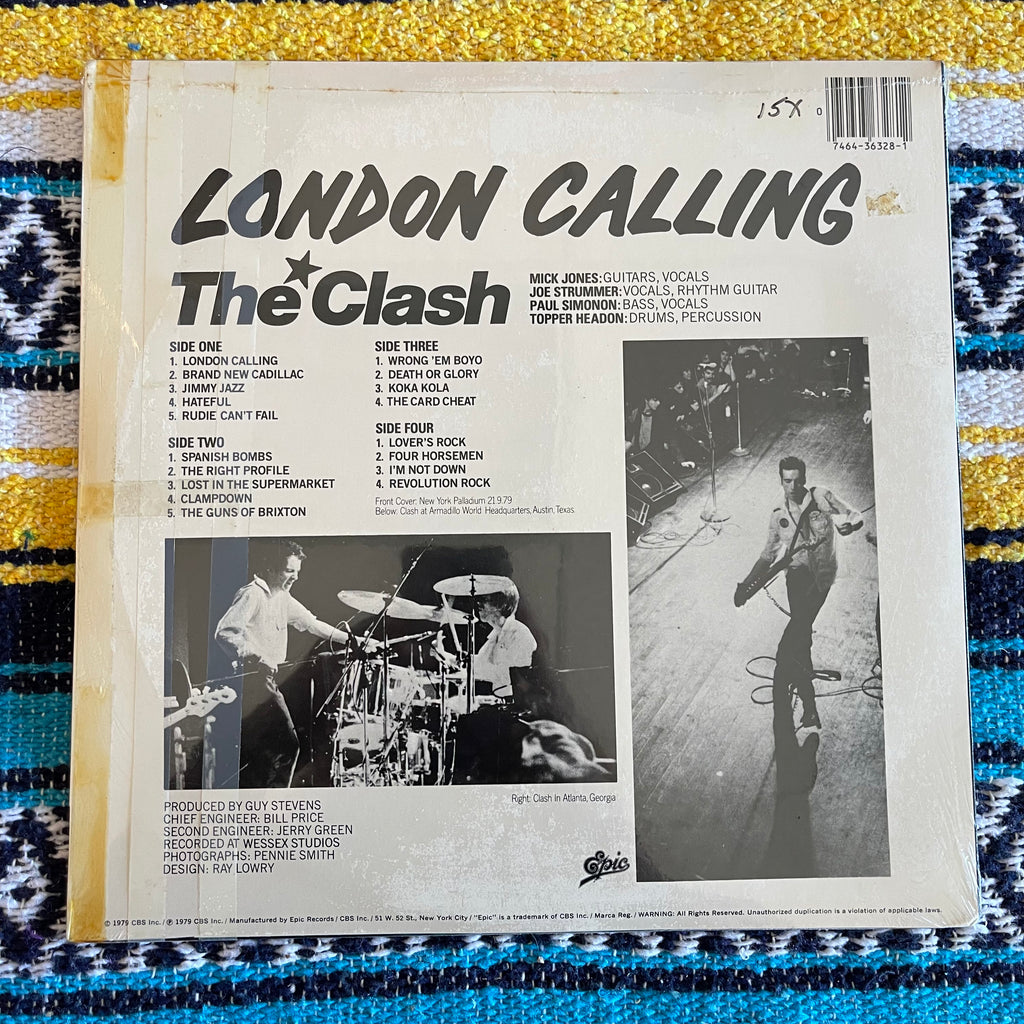 15X
0
7464-36328-1
LONDON CALLING
The Clash
MICK JONES: GUITARS, VOCALS
JOE STRUMMER: VOCALS, RHYTHM GUITAR
PAUL SIMONON: BASS, VOCALS
TOPPER HEADON: DRUMS, PERCUSSION
SIDE ONE
1. LONDON CALLING
2. BRAND NEW CADILLAC
3. JIMMY JAZZ
4. HATEFUL
5. RUDIE CAN'T FAIL
SIDE TWO
1. SPANISH BOMBS
2. THE RIGHT PROFILE
3. LOST IN THE SUPERMARKET
4. CLAMPDOWN
5. THE GUNS OF BRIXTON
SIDE THREE
1. WRONG 'EM BOYO
2. DEATH OR GLORY
3. KOKA KOLA
4. THE CARD CHEAT
SIDE FOUR
1. LOVER'S ROCK
2. FOUR HORSEMEN
3. I'M NOT DOWN
4. REVOLUTION ROCK
Front Cover: New York Palladium 21.9.79
Below: Clash at Armadillo World Headquarters, Austin, Texas.
Right: Clash in Atlanta, Georgia
PRODUCED BY GUY STEVENS
CHIEF ENGINEER: BILL PRICE
SECOND ENGINEER: JERRY GREEN
RECORDED AT WESSEX STUDIOS
PHOTOGRAPHS: PENNIE SMITH
DESIGN: RAY LOWRY
Epic
© 1979 CBS Inc. / ℗ 1979 CBS Inc. / Manufactured by Epic Records / CBS Inc. / 51 W. 52 St., New York City / "Epic" is a trademark of CBS Inc. / Marca Reg. / WARNING: All Rights Reserved. Unauthorized duplication is a violation of applicable laws.